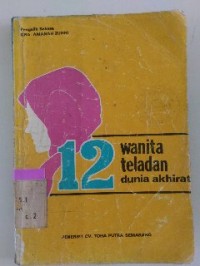 12
wanita
teladan
dunia akhirat
PENERBIT CV. TOHA PUTRA SEMARANG